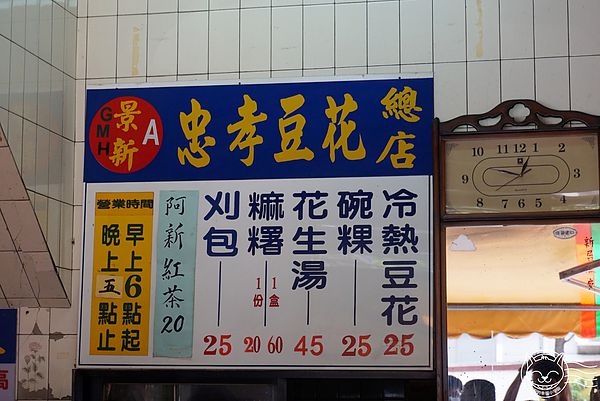 GMH
景新
A
忠孝豆花
總店
冷熱豆花 25
碗粿 25
花生湯 45
麻糬 1份 20 1盒 60
刈包 25
阿新紅茶 20
營業時間
早上6點起
晚上五點止
10 11 12 1 2 3 4 5 6 7 8 9